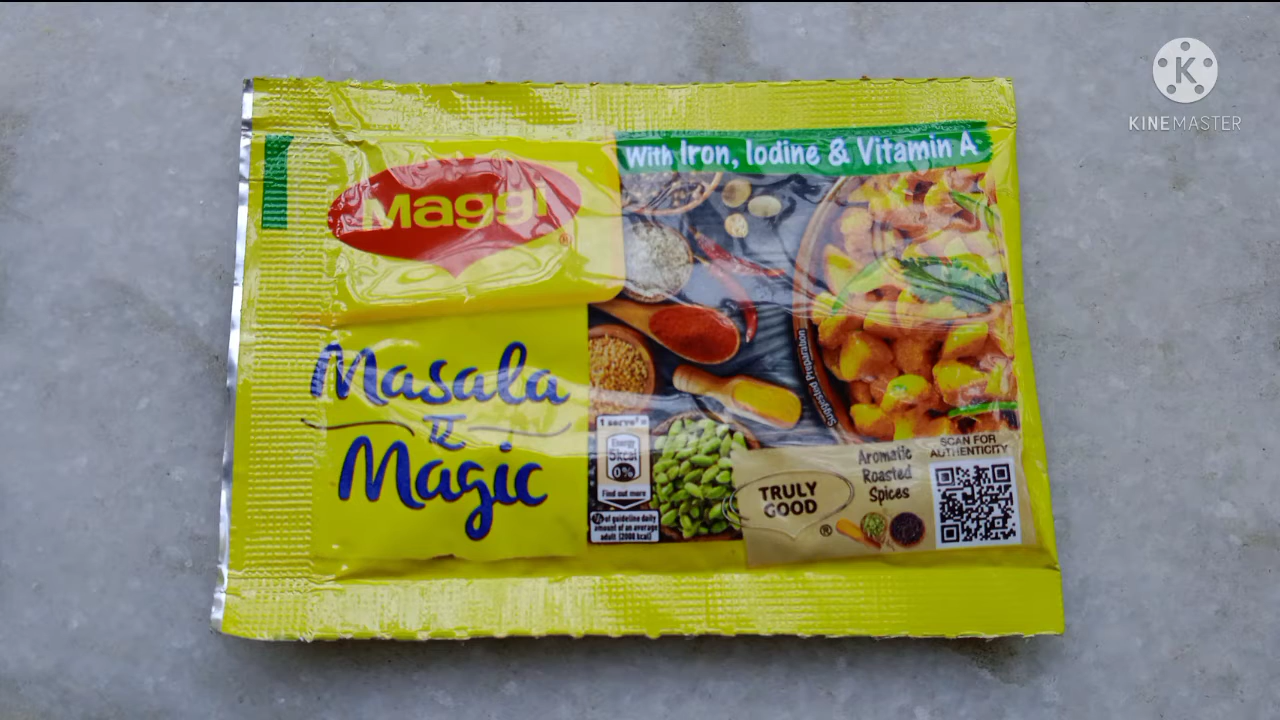 KINEMASTER
With Iron, Iodine & Vitamin A
Maggi
®
Suggested Preparation
Masala
Magic
1 serve
Energy
5kcal
0%
Find out more
% of guideline daily
amount of an average
adult (2000 kcal)
TRULY
GOOD
®
Aromatic
Roasted
Spices
SCAN FOR
AUTHENTICITY